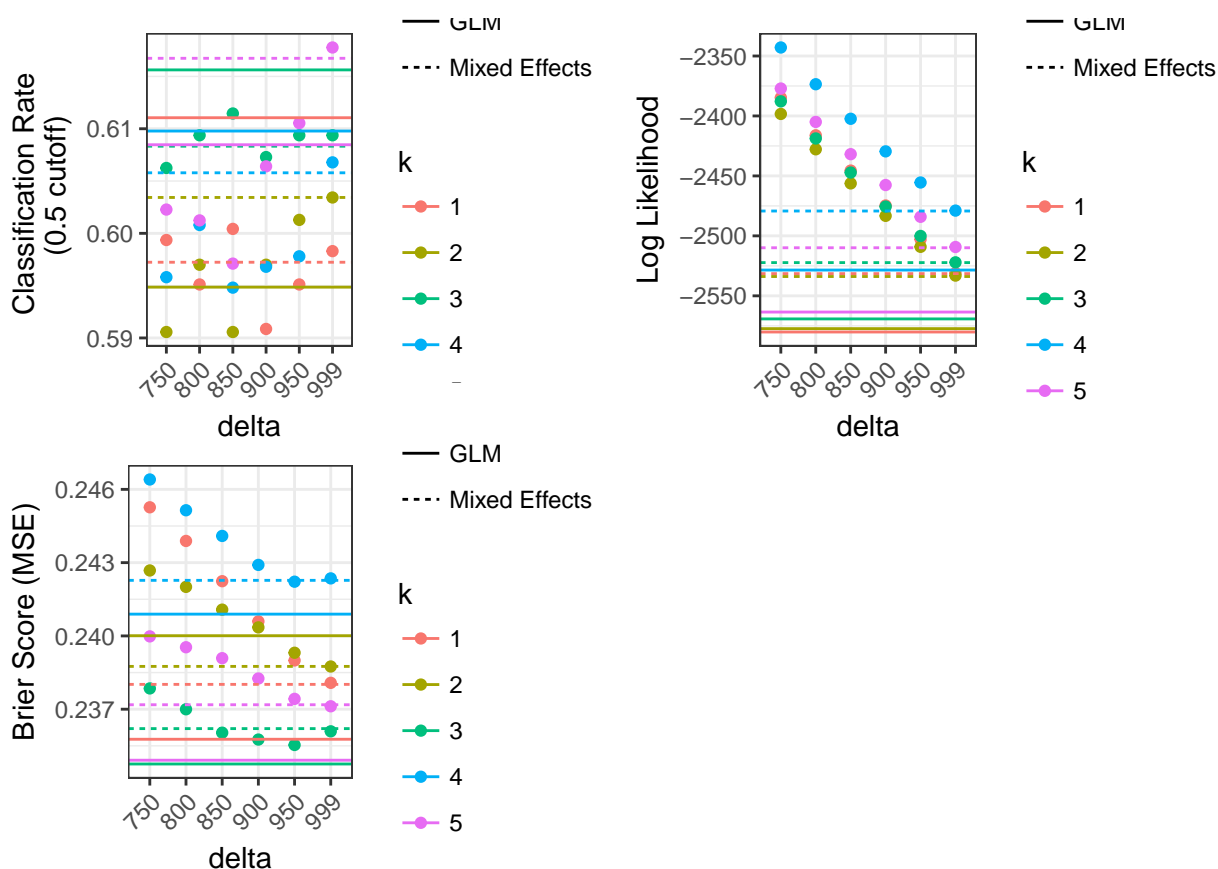 GLM
Mixed Effects
Classification Rate
(0.5 cutoff)
0.61
0.60
0.59
750
800
850
900
950
999
delta
k
1
2
3
4
GLM
Mixed Effects
Log Likelihood
−2350
−2400
−2450
−2500
−2550
750
800
850
900
950
999
delta
k
1
2
3
4
5
GLM
Mixed Effects
Brier Score (MSE)
0.246
0.243
0.240
0.237
750
800
850
900
950
999
delta
k
1
2
3
4
5